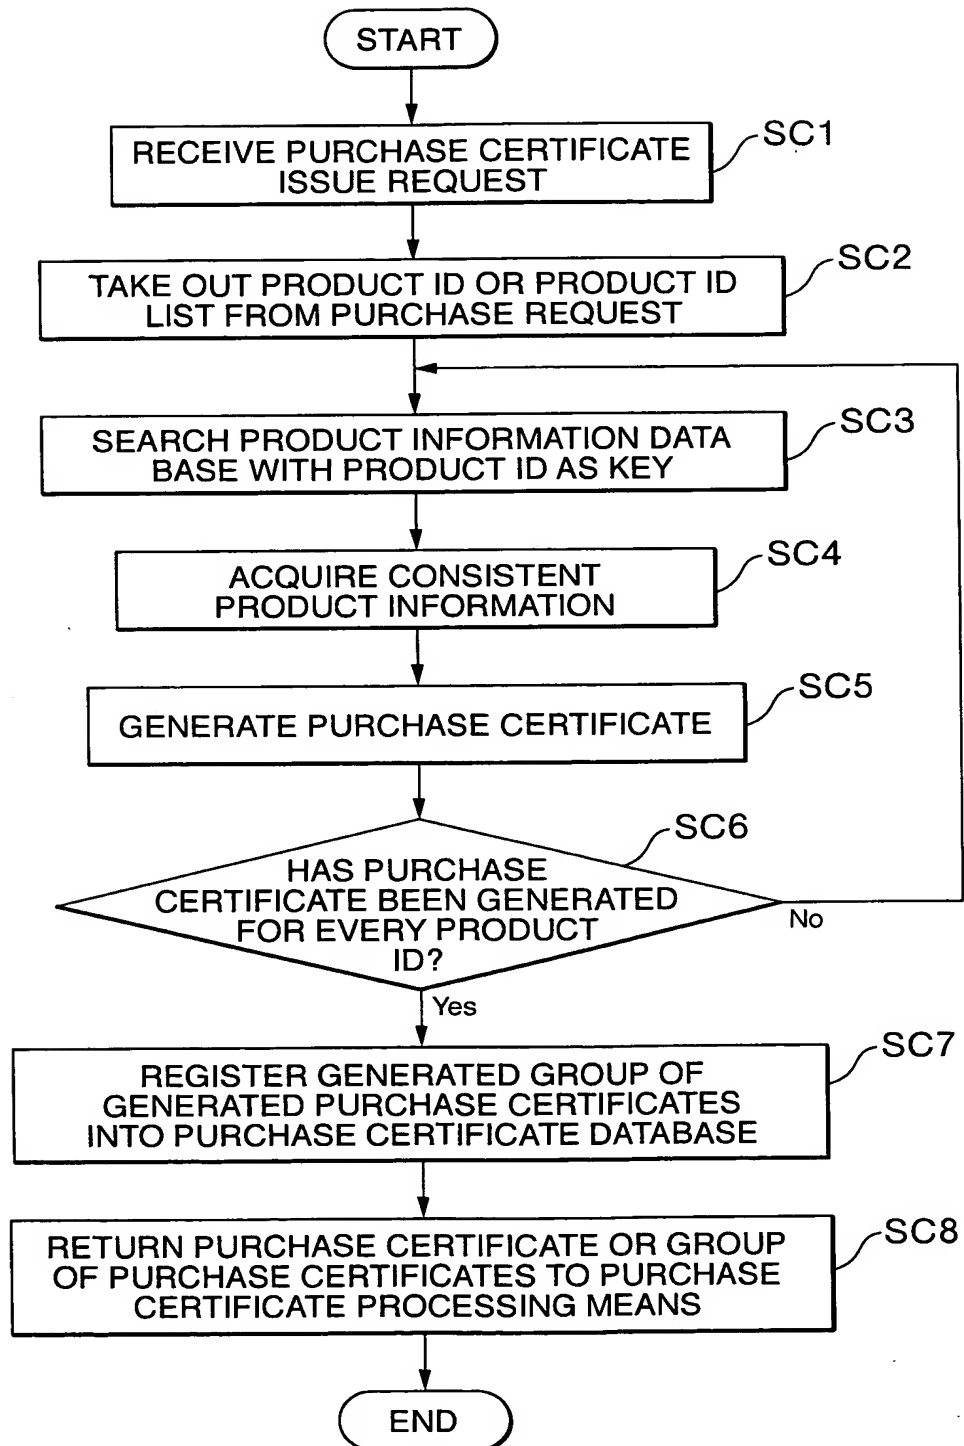 START
SC1
RECEIVE PURCHASE CERTIFICATE
ISSUE REQUEST
SC2
TAKE OUT PRODUCT ID OR PRODUCT ID
LIST FROM PURCHASE REQUEST
SC3
SEARCH PRODUCT INFORMATION DATA
BASE WITH PRODUCT ID AS KEY
SC4
ACQUIRE CONSISTENT
PRODUCT INFORMATION
SC5
GENERATE PURCHASE CERTIFICATE
SC6
HAS PURCHASE
CERTIFICATE BEEN GENERATED
FOR EVERY PRODUCT
ID?
No
Yes
SC7
REGISTER GENERATED GROUP OF
GENERATED PURCHASE CERTIFICATES
INTO PURCHASE CERTIFICATE DATABASE
SC8
RETURN PURCHASE CERTIFICATE OR GROUP
OF PURCHASE CERTIFICATES TO PURCHASE
CERTIFICATE PROCESSING MEANS
END